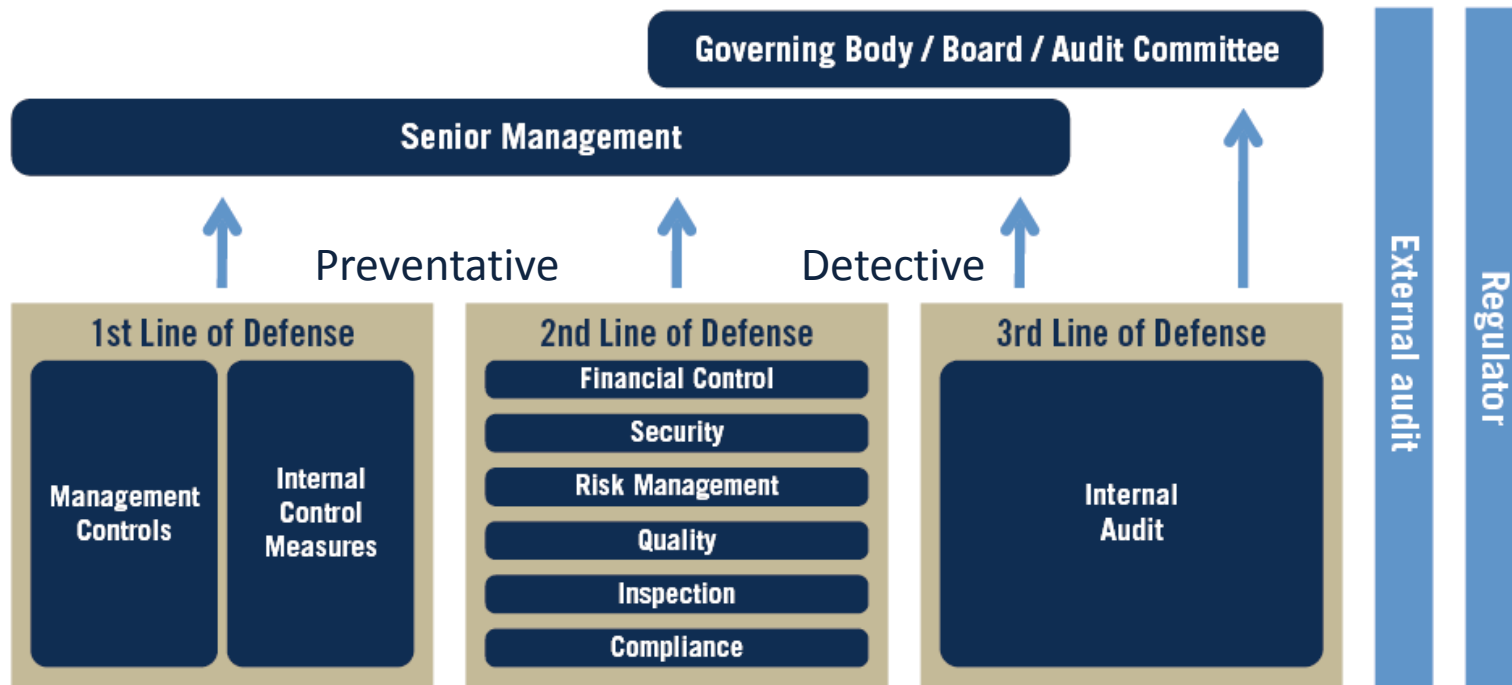 Governing Body / Board / Audit Committee
Senior Management
Preventative
Detective
1st Line of Defense
Management
Controls
Internal
Control
Measures
2nd Line of Defense
Financial Control
Security
Risk Management
Quality
Inspection
Compliance
3rd Line of Defense
Internal
Audit
External audit
Regulator